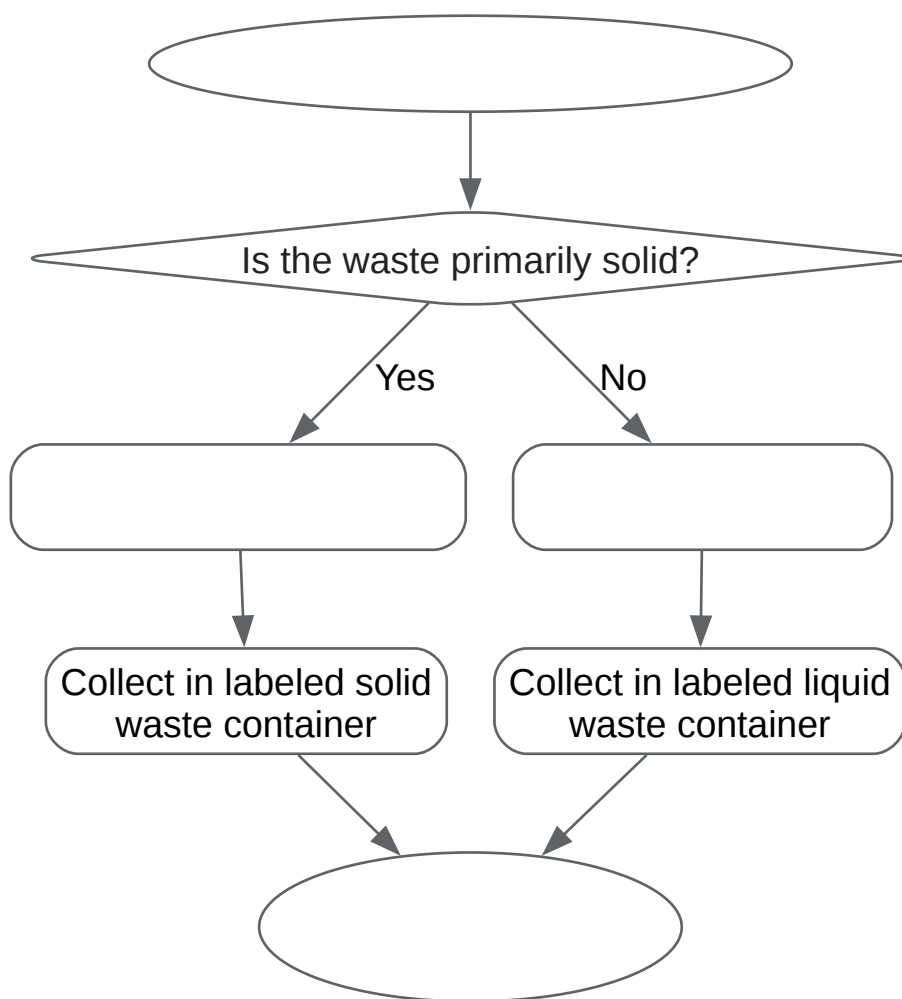 Is the waste primarily solid?
Yes
No
Collect in labeled solid
waste container
Collect in labeled liquid
waste container